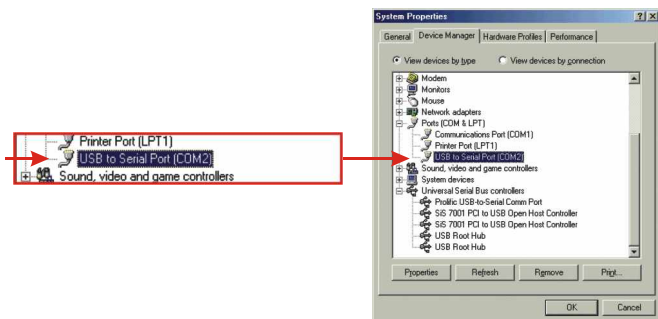 Printer Port (LPT1)
USB to Serial Port (COM2)
Sound, video and game controllers
System Properties
General Device Manager Hardware Profiles Performance
View devices by type View devices by connection
Modem
Monitors
Mouse
Network adapters
Ports (COM & LPT)
Communications Port (COM1)
Printer Port (LPT1)
USB to Serial Port (COM2)
Sound, video and game controllers
System devices
Universal Serial Bus controllers
Prolific USB-to-Serial Comm Port
SiS 7001 PCI to USB Open Host Controller
SiS 7001 PCI to USB Open Host Controller
USB Root Hub
USB Root Hub
Properties Refresh Remove Print...
OK Cancel